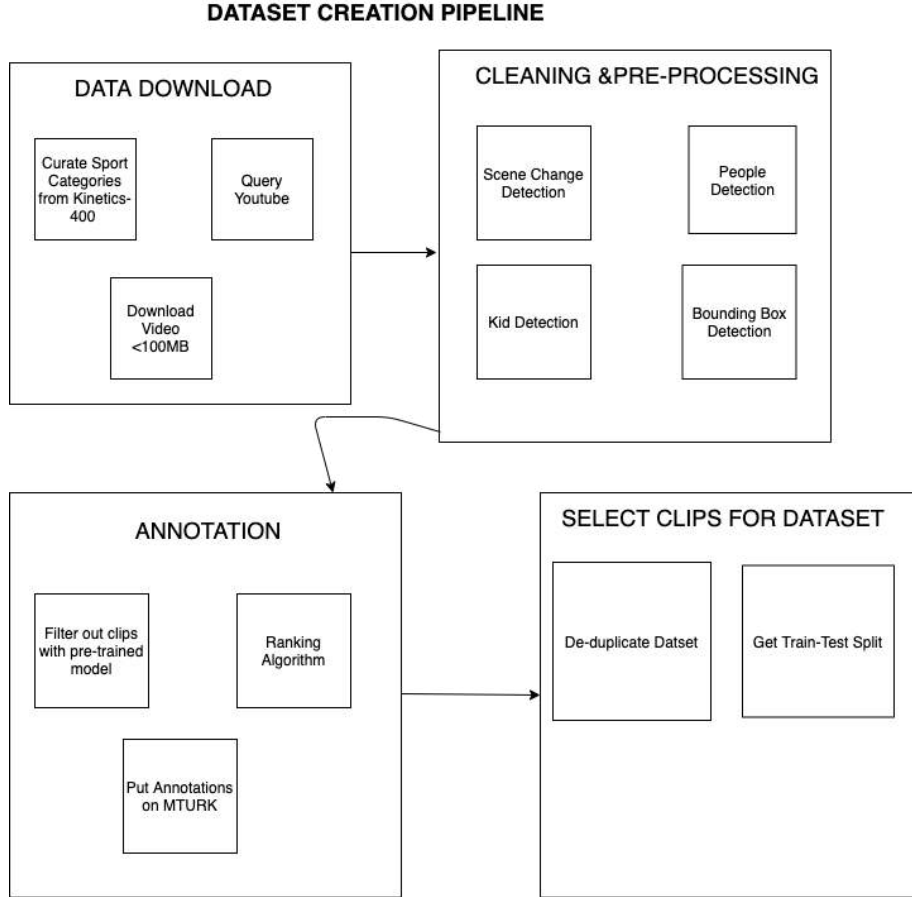 DATASET CREATION PIPELINE
DATA DOWNLOAD
Curate Sport
Categories
from Kinetics-
400
Query
Youtube
Download
Video
<100MB
CLEANING &PRE-PROCESSING
Scene Change
Detection
People
Detection
Kid Detection
Bounding Box
Detection
ANNOTATION
Filter out clips
with pre-trained
model
Ranking
Algorithm
Put Annotations
on MTURK
SELECT CLIPS FOR DATASET
De-duplicate Datset
Get Train-Test Split